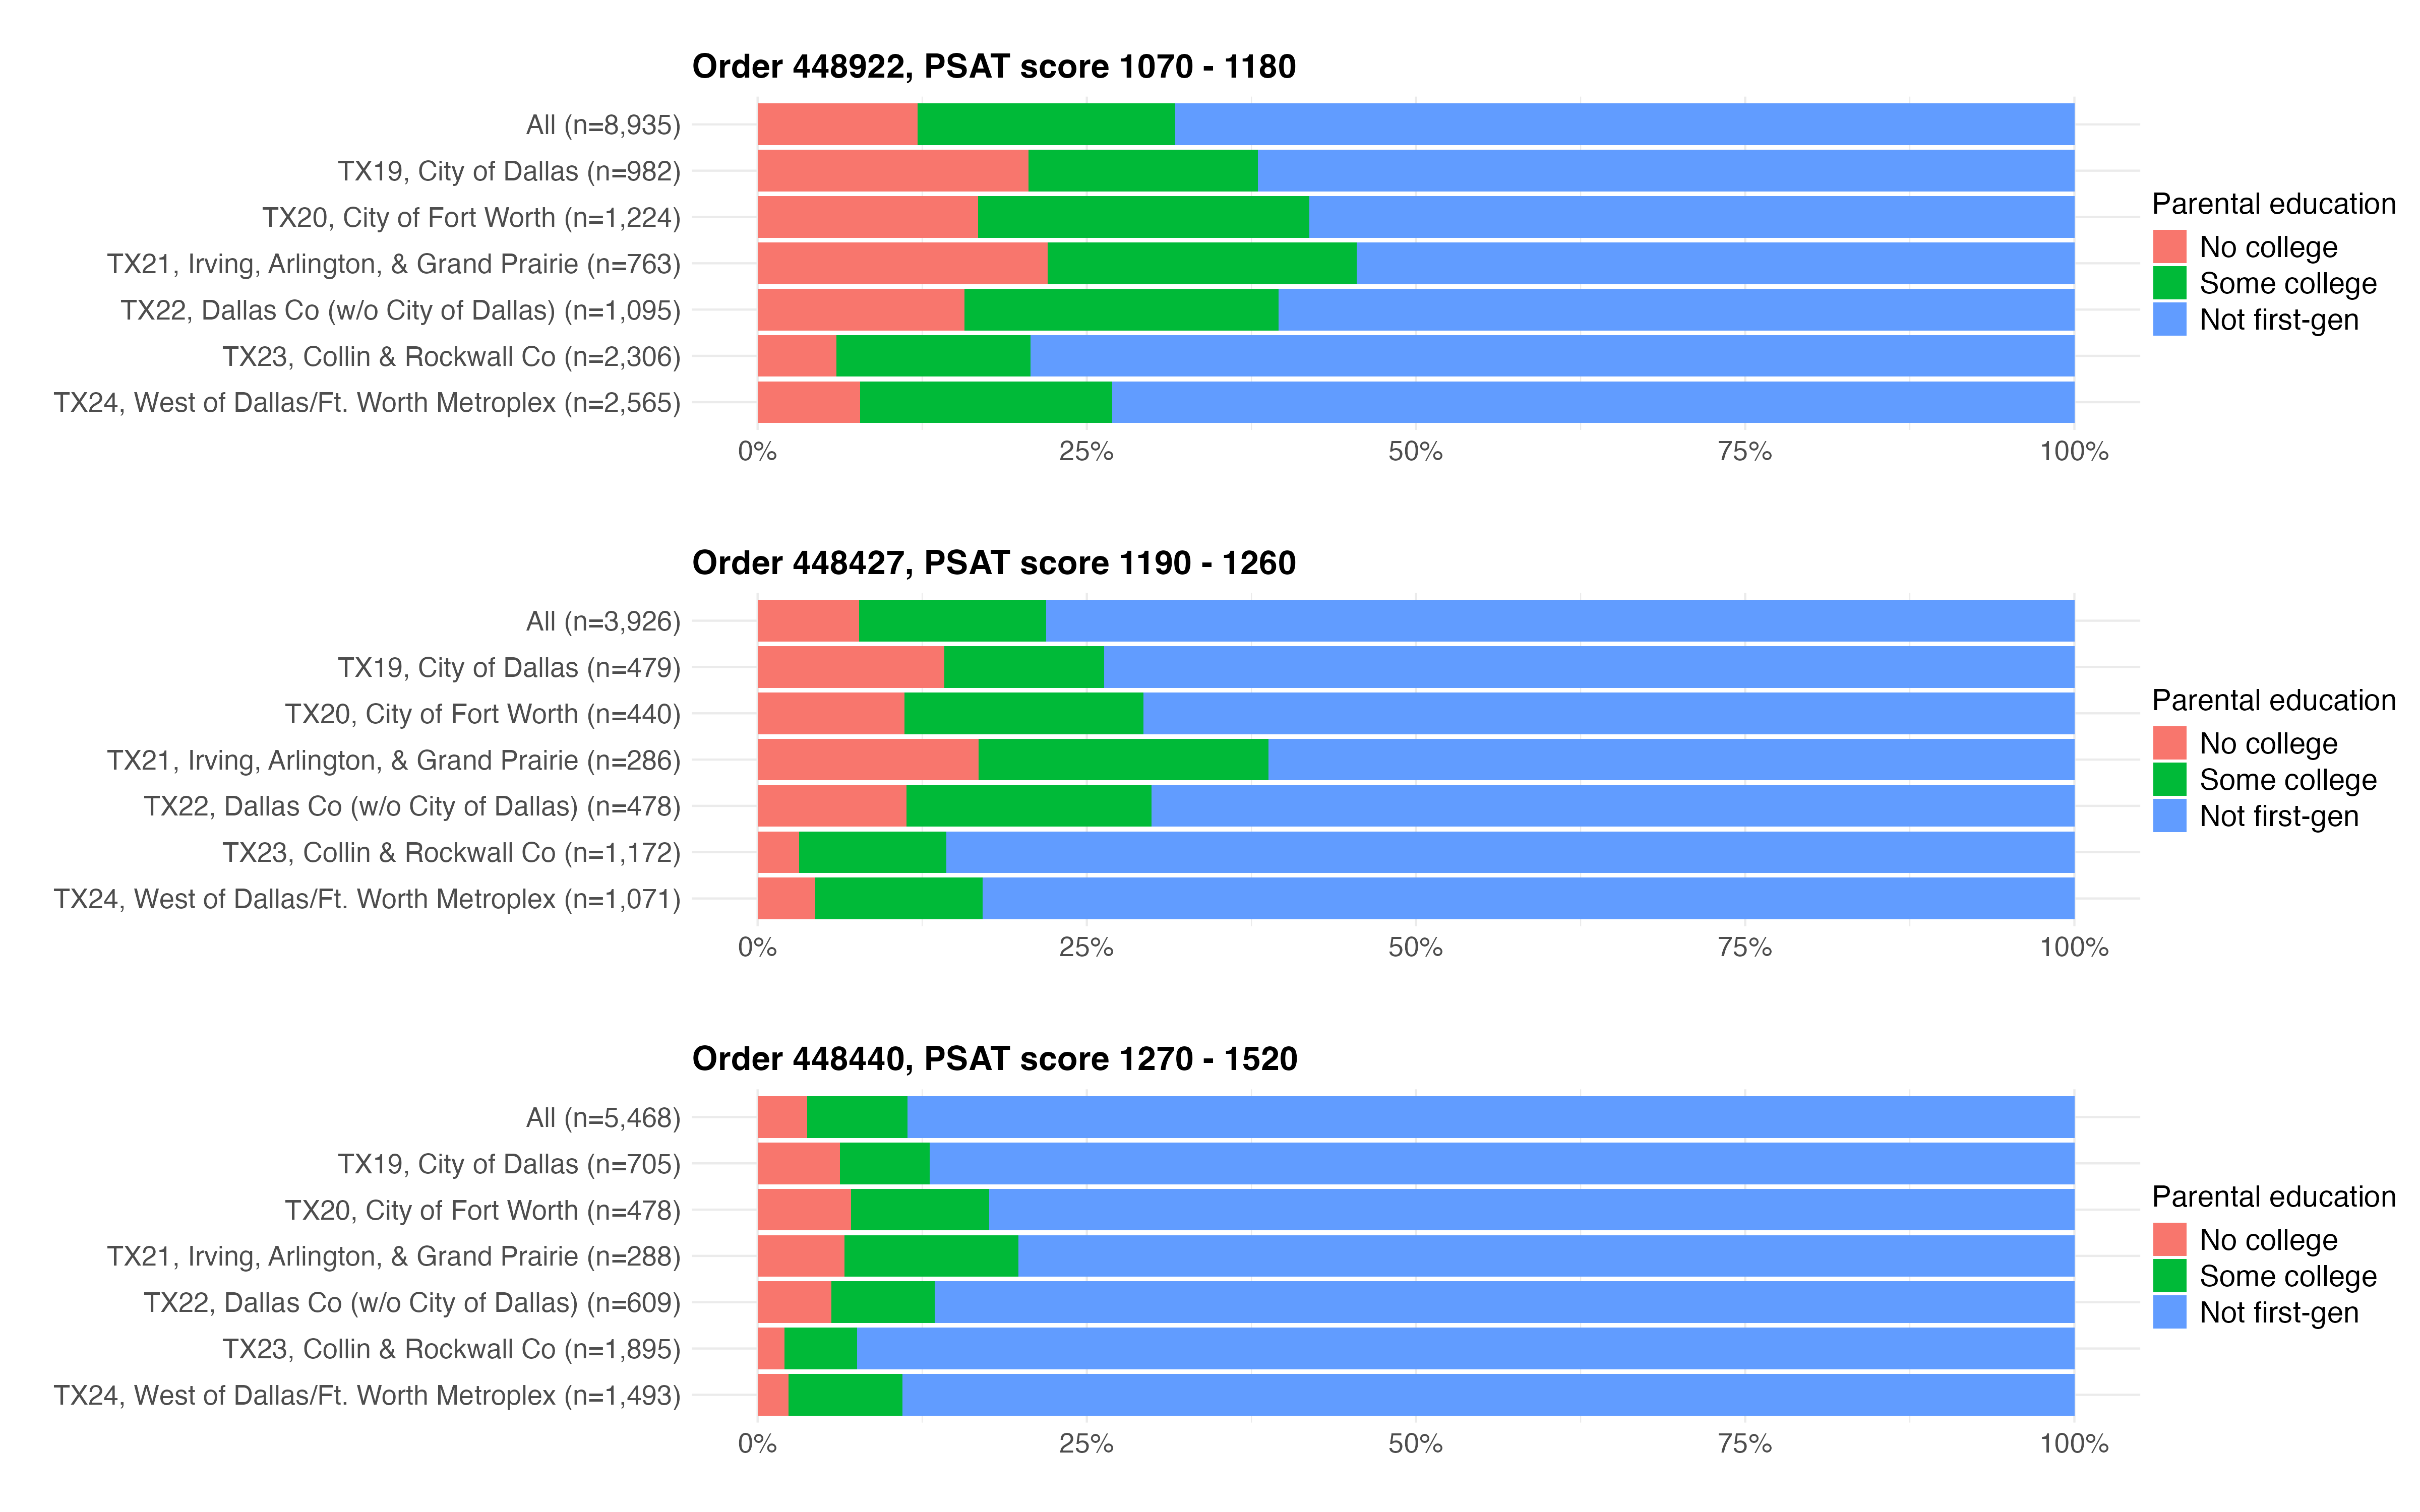 Order 448922, PSAT score 1070 - 1180
All (n=8,935)
TX19, City of Dallas (n=982)
TX20, City of Fort Worth (n=1,224)
TX21, Irving, Arlington, & Grand Prairie (n=763)
TX22, Dallas Co (w/o City of Dallas) (n=1,095)
TX23, Collin & Rockwall Co (n=2,306)
TX24, West of Dallas/Ft. Worth Metroplex (n=2,565)
0% 25% 50% 75% 100%
Parental education
No college
Some college
Not first-gen
Order 448427, PSAT score 1190 - 1260
All (n=3,926)
TX19, City of Dallas (n=479)
TX20, City of Fort Worth (n=440)
TX21, Irving, Arlington, & Grand Prairie (n=286)
TX22, Dallas Co (w/o City of Dallas) (n=478)
TX23, Collin & Rockwall Co (n=1,172)
TX24, West of Dallas/Ft. Worth Metroplex (n=1,071)
0% 25% 50% 75% 100%
Parental education
No college
Some college
Not first-gen
Order 448440, PSAT score 1270 - 1520
All (n=5,468)
TX19, City of Dallas (n=705)
TX20, City of Fort Worth (n=478)
TX21, Irving, Arlington, & Grand Prairie (n=288)
TX22, Dallas Co (w/o City of Dallas) (n=609)
TX23, Collin & Rockwall Co (n=1,895)
TX24, West of Dallas/Ft. Worth Metroplex (n=1,493)
0% 25% 50% 75% 100%
Parental education
No college
Some college
Not first-gen